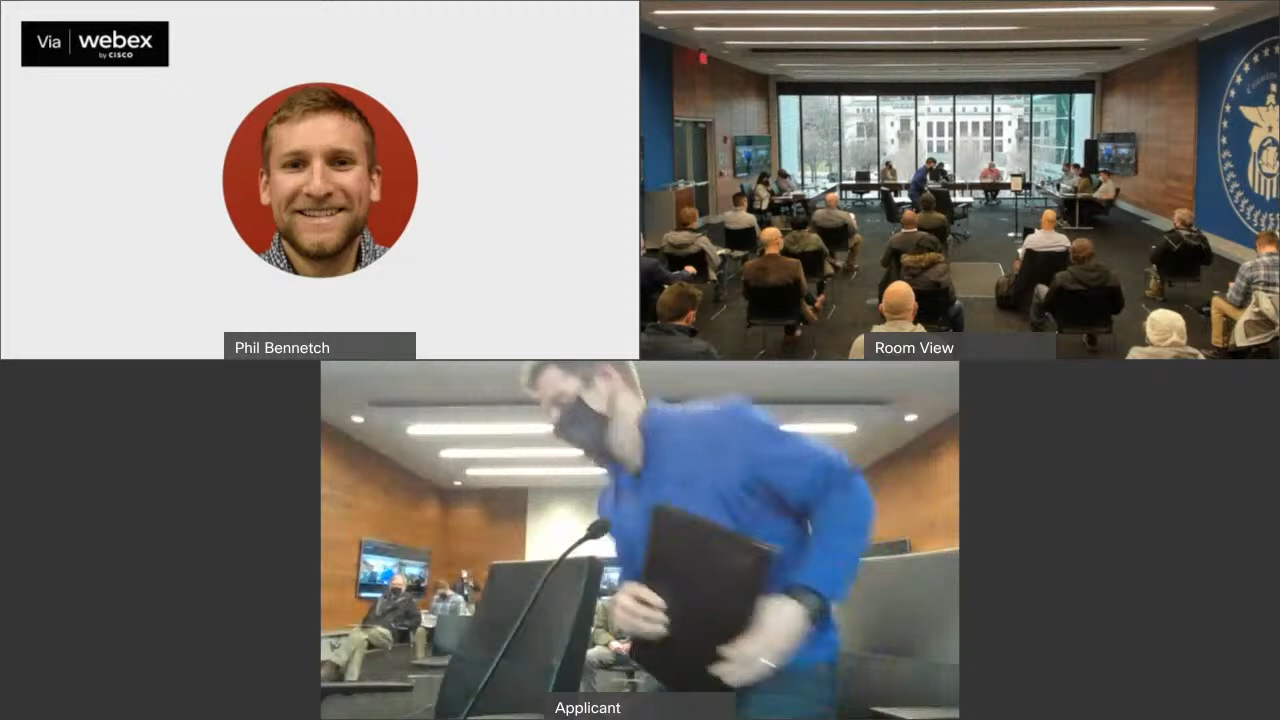 Via | webex
by CISCO
Phil Bennetch
Room View
Applicant